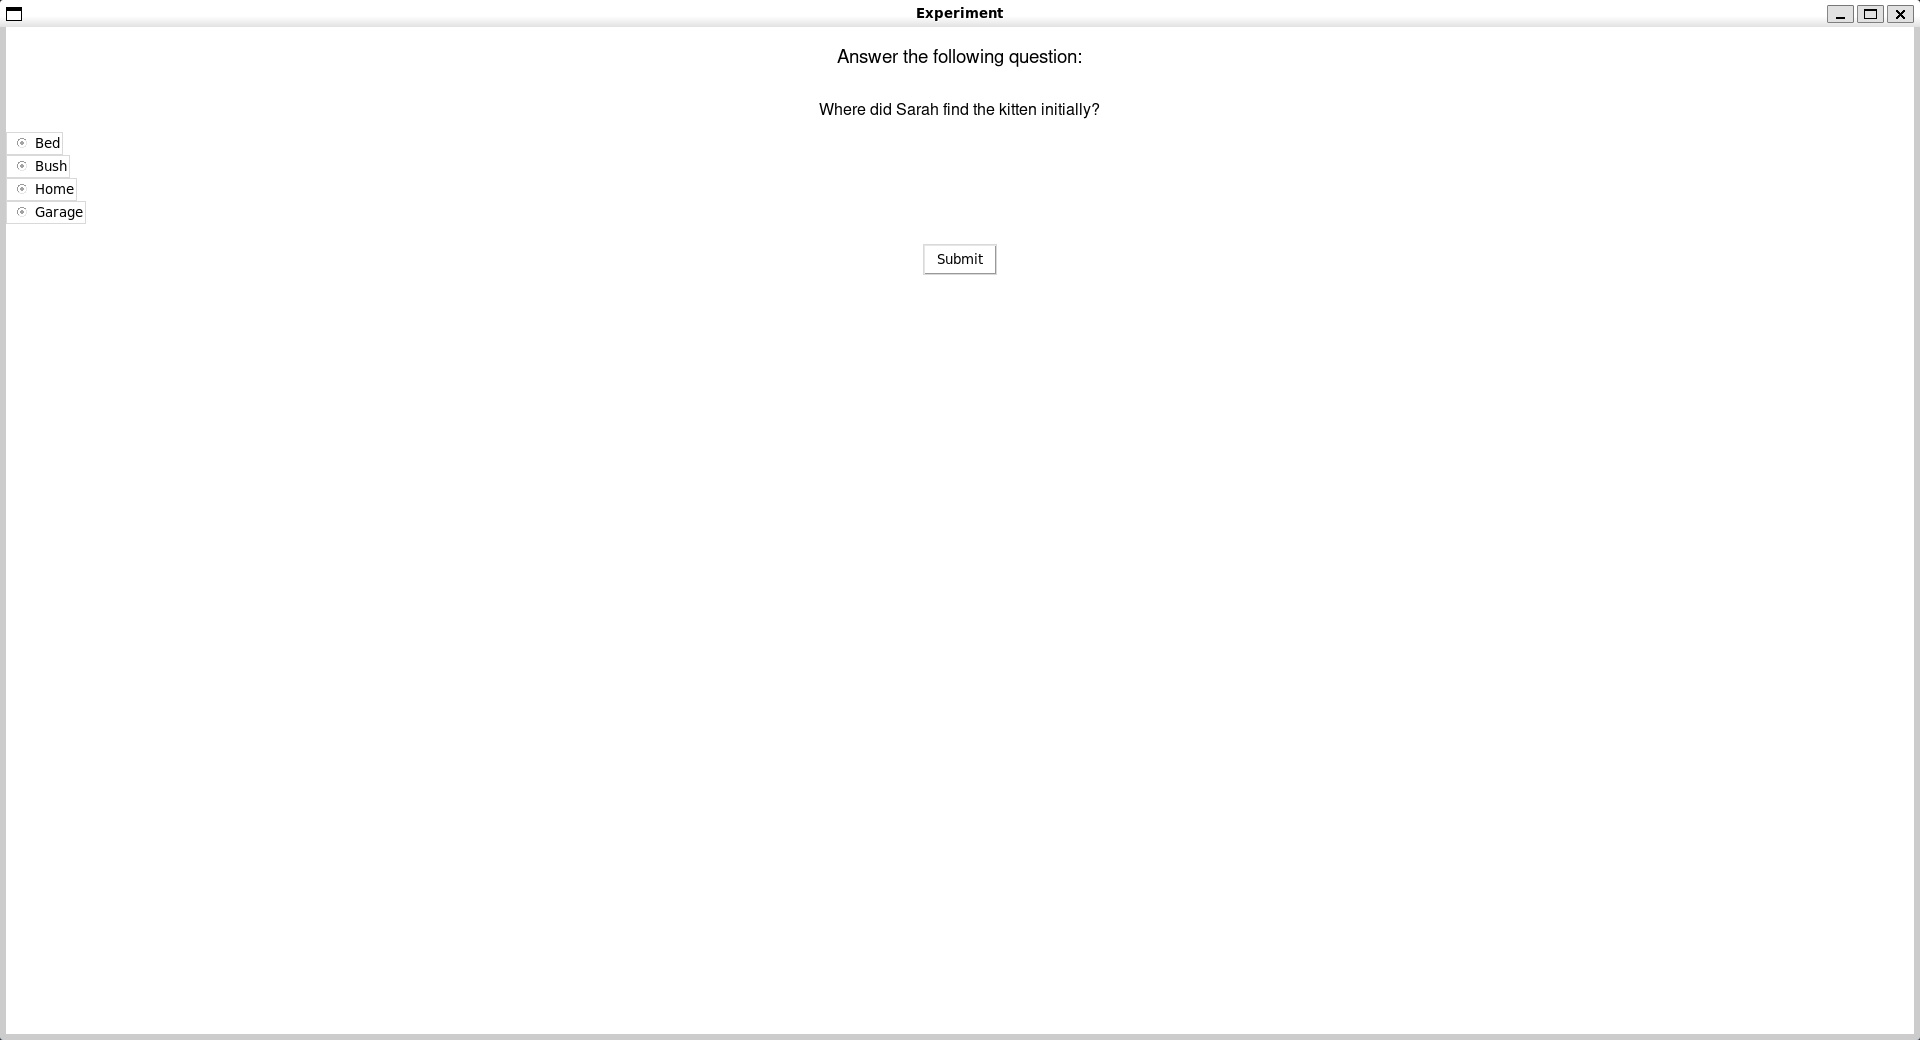 Experiment
Answer the following question:
Where did Sarah find the kitten initially?
Bed
Bush
Home
Garage
Submit